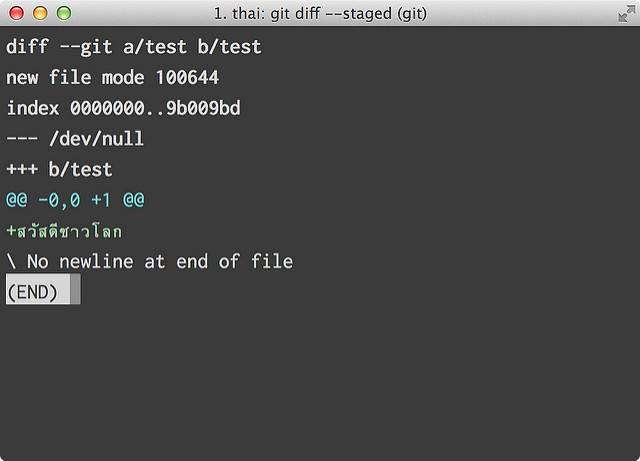 1. thai: git diff --staged (git)
diff --git a/test b/test
new file mode 100644
index 0000000..9b009bd
--- /dev/null
+++ b/test
@@ -0,0 +1 @@
+สวัสดีชาวโลก
\ No newline at end of file
(END)